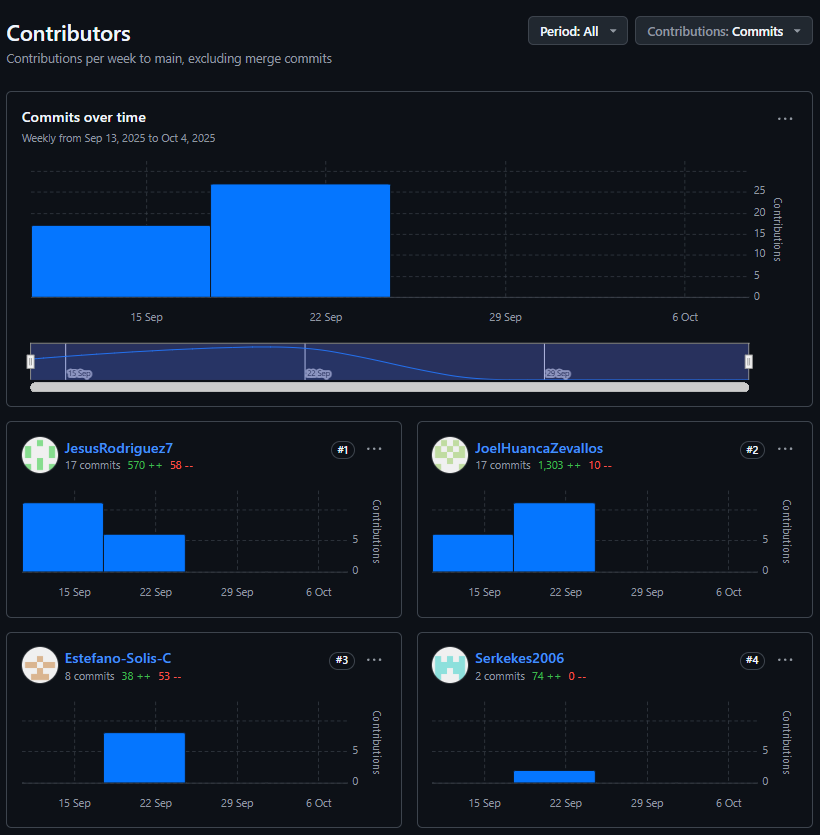 Contributors
Period: All
Contributions: Commits
Contributions per week to main, excluding merge commits
Commits over time
Weekly from Sep 13, 2025 to Oct 4, 2025
25
20
15
10
5
0
Contributions
15 Sep 22 Sep 29 Sep 6 Oct
15 Sep 22 Sep 29 Sep
JesusRodriguez7 #1
17 commits 570 ++ 58 --
5
0
Contributions
15 Sep 22 Sep 29 Sep 6 Oct
JoelHuancaZevallos #2
17 commits 1,303 ++ 10 --
5
0
Contributions
15 Sep 22 Sep 29 Sep 6 Oct
Estefano-Solis-C #3
8 commits 38 ++ 53 --
5
0
Contributions
15 Sep 22 Sep 29 Sep 6 Oct
Serkekes2006 #4
2 commits 74 ++ 0 --
5
0
Contributions
15 Sep 22 Sep 29 Sep 6 Oct